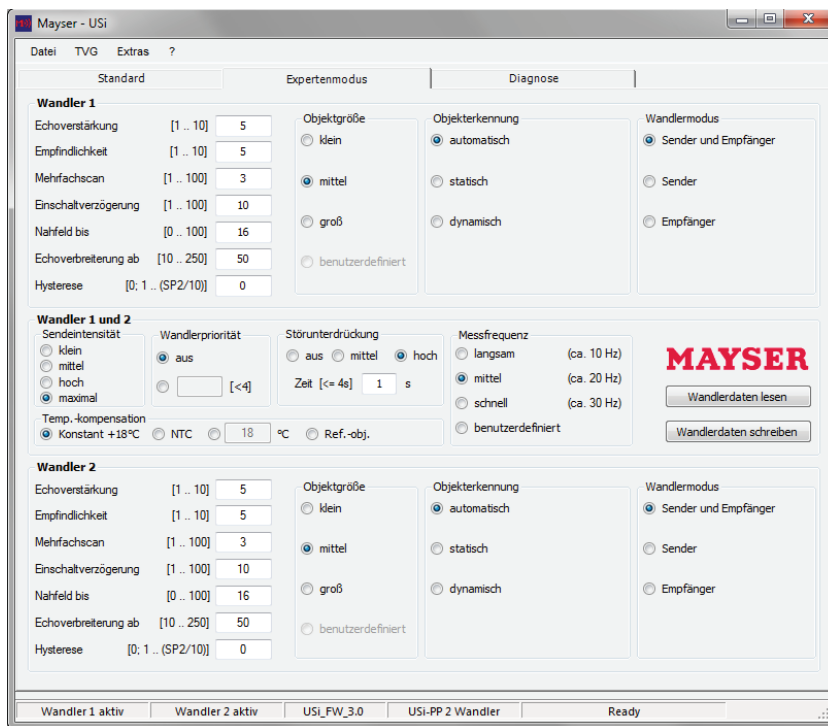 Mayser - USi
Datei TVG Extras ?
Standard Expertenmodus Diagnose
Wandler 1
Echoverstärkung [1 .. 10] 5
Empfindlichkeit [1 .. 10] 5
Mehrfachscan [1 .. 100] 3
Einschaltverzögerung [1 .. 100] 10
Nahfeld bis [0 .. 100] 16
Echoverbreiterung ab [10 .. 250] 50
Hysterese [0; 1 .. (SP2/10)] 0
Objektgröße
klein
mittel
groß
benutzerdefiniert
Objekterkennung
automatisch
statisch
dynamisch
Wandlermodus
Sender und Empfänger
Sender
Empfänger
Wandler 1 und 2
Sendeintensität
klein
mittel
hoch
maximal
Wandlerpriorität
aus
[<4]
Störunterdrückung
aus mittel hoch
Zeit [<= 4s] 1 s
Messfrequenz
langsam (ca. 10 Hz)
mittel (ca. 20 Hz)
schnell (ca. 30 Hz)
benutzerdefiniert
Temp.-kompensation
Konstant +18°C NTC 18 °C Ref.-obj.
MAYSER
Wandlerdaten lesen
Wandlerdaten schreiben
Wandler 2
Echoverstärkung [1 .. 10] 5
Empfindlichkeit [1 .. 10] 5
Mehrfachscan [1 .. 100] 3
Einschaltverzögerung [1 .. 100] 10
Nahfeld bis [0 .. 100] 16
Echoverbreiterung ab [10 .. 250] 50
Hysterese [0; 1 .. (SP2/10)] 0
Objektgröße
klein
mittel
groß
benutzerdefiniert
Objekterkennung
automatisch
statisch
dynamisch
Wandlermodus
Sender und Empfänger
Sender
Empfänger
Wandler 1 aktiv Wandler 2 aktiv USi_FW_3.0 USi-PP 2 Wandler Ready